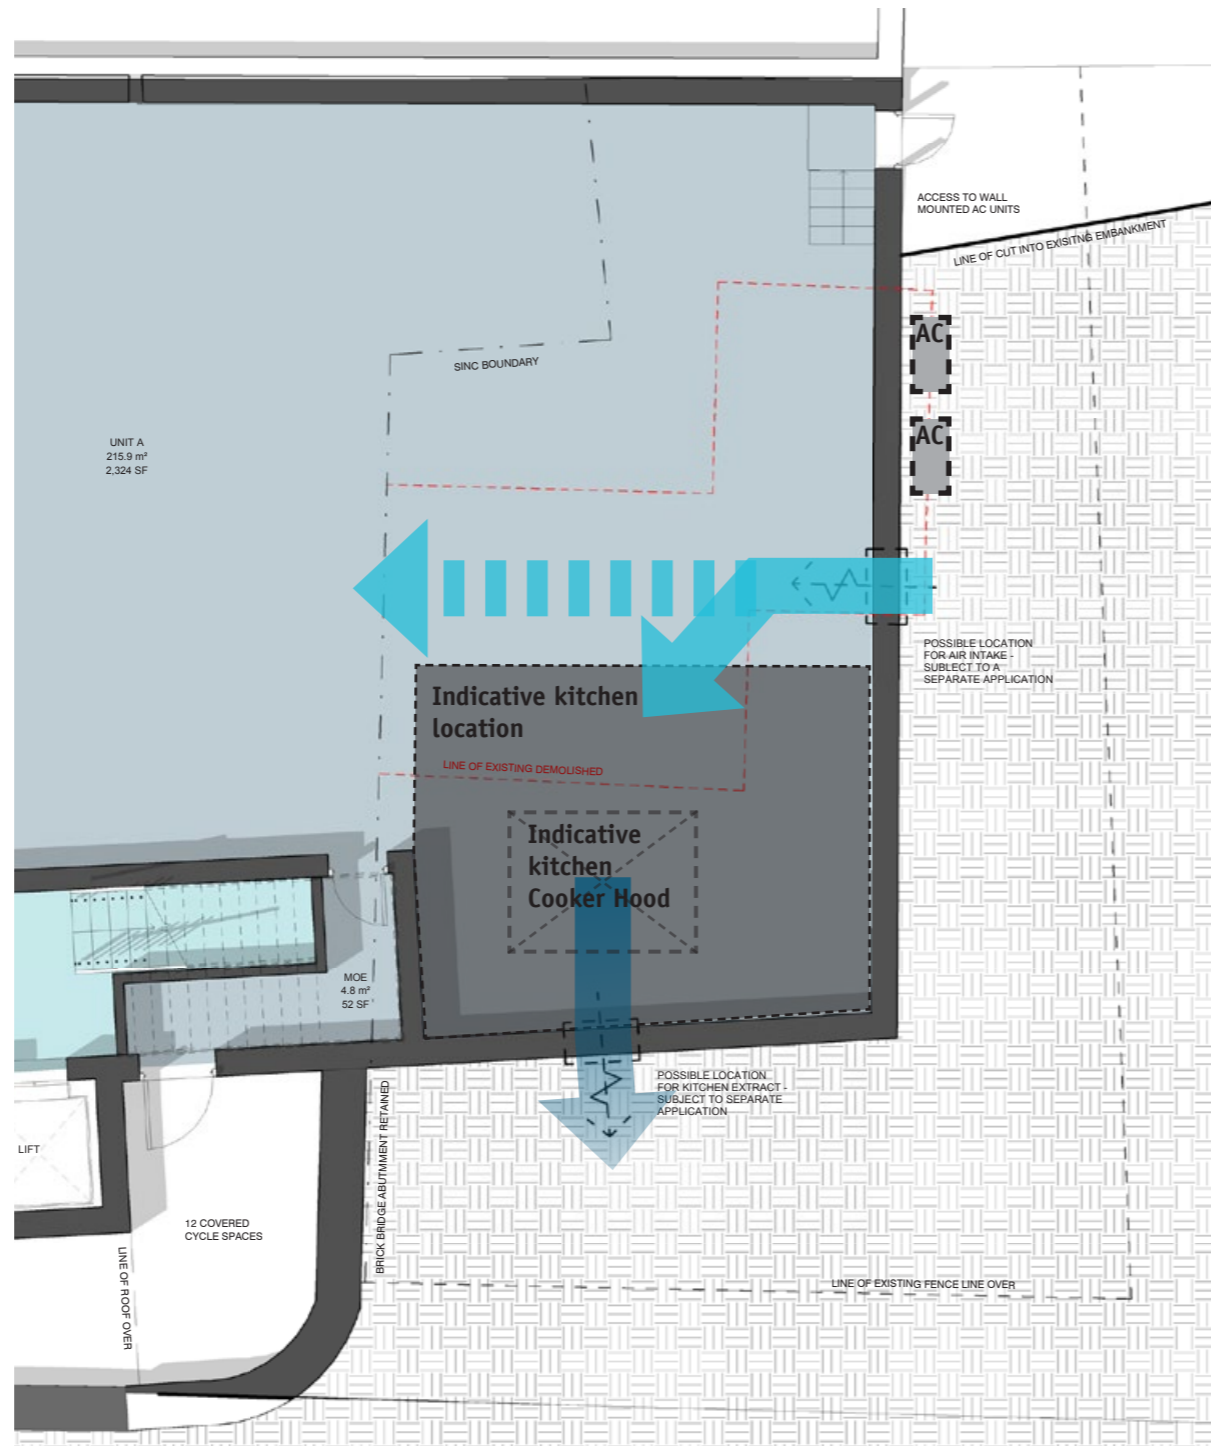 ACCESS TO WALL
MOUNTED AC UNITS
LINE OF CUT INTO EXISITNG EMBANKMENT
AC
SINC BOUNDARY
AC
UNIT A
215.9 m²
2,324 SF
POSSIBLE LOCATION
FOR AIR INTAKE -
SUBLECT TO A
SEPARATE APPLICATION
Indicative kitchen
location
LINE OF EXISTING DEMOLISHED
Indicative
kitchen
Cooker Hood
MOE
4.8 m²
52 SF
POSSIBLE LOCATION
FOR KITCHEN EXTRACT -
SUBJECT TO SEPARATE
APPLICATION
BRICK BRIDGE ABUTMMENT RETAINED
LIFT
12 COVERED
CYCLE SPACES
LINE OF ROOF OVER
LINE OF EXISTING FENCE LINE OVER